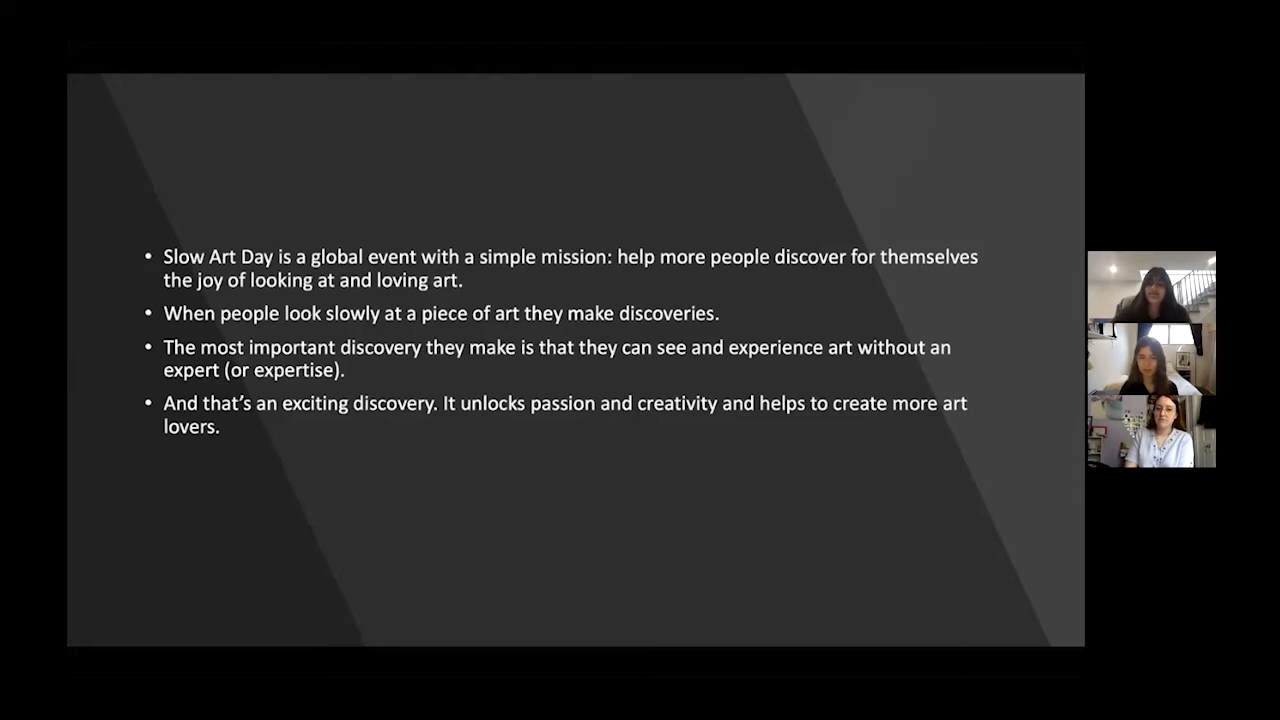 • Slow Art Day is a global event with a simple mission: help more people discover for themselves
the joy of looking at and loving art.
• When people look slowly at a piece of art they make discoveries.
• The most important discovery they make is that they can see and experience art without an
expert (or expertise).
• And that’s an exciting discovery. It unlocks passion and creativity and helps to create more art
lovers.